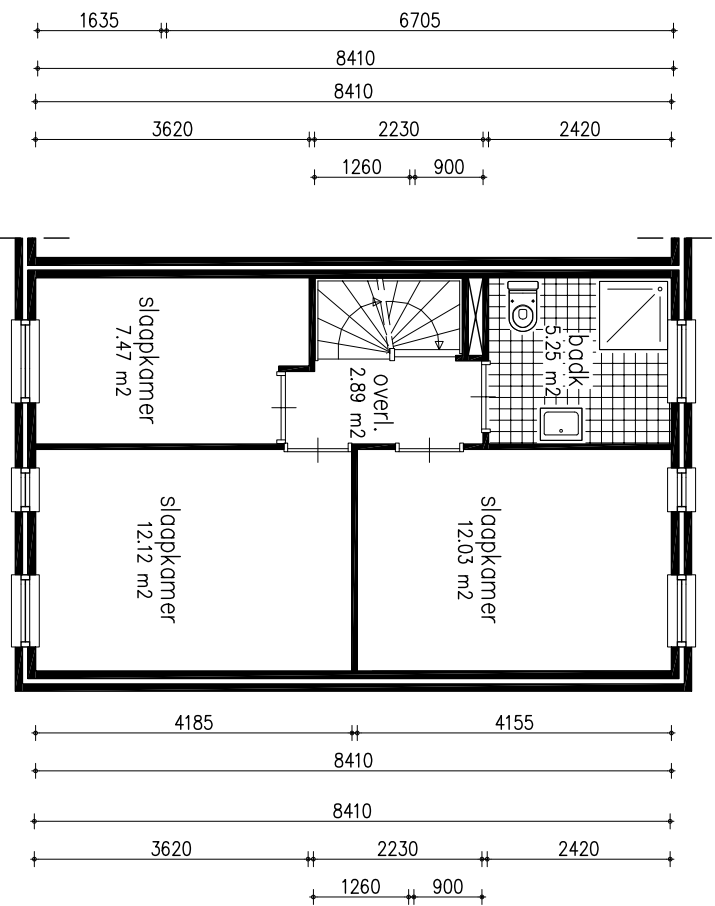 1635 6705
8410
8410
3620 2230 2420
1260 900
slaapkamer
7.47 m2
overl.
2.89 m2
badk
5.25 m2
slaapkamer
12.12 m2
slaapkamer
12.03 m2
4185 4155
8410
8410
3620 2230 2420
1260 900